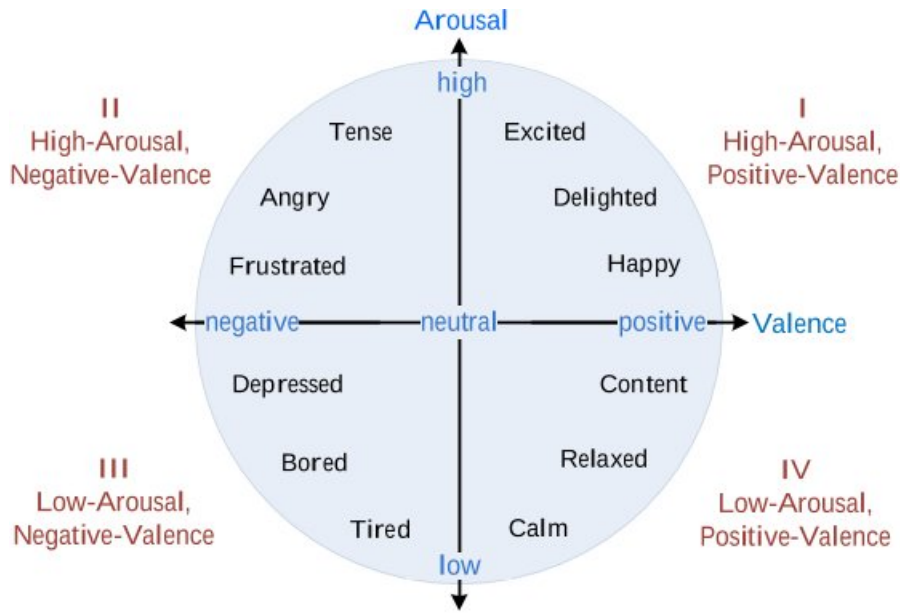 Arousal
high
II
High-Arousal,
Negative-Valence
I
High-Arousal,
Positive-Valence
Tense
Excited
Angry
Delighted
Frustrated
Happy
negative
neutral
positive
Valence
Depressed
Content
Bored
Relaxed
III
Low-Arousal,
Negative-Valence
IV
Low-Arousal,
Positive-Valence
Tired
Calm
low